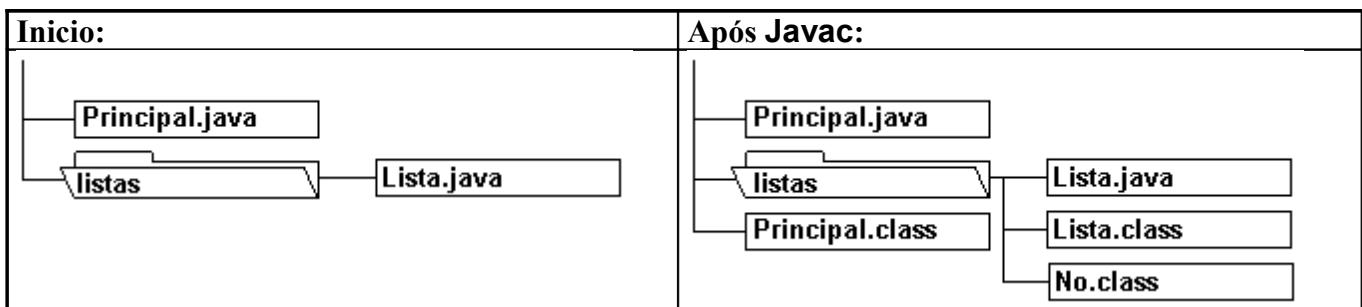 Inicio:
Após Javac:
Principal.java
listas
Lista.java
Principal.java
listas
Lista.java
Principal.class
Lista.class
No.class